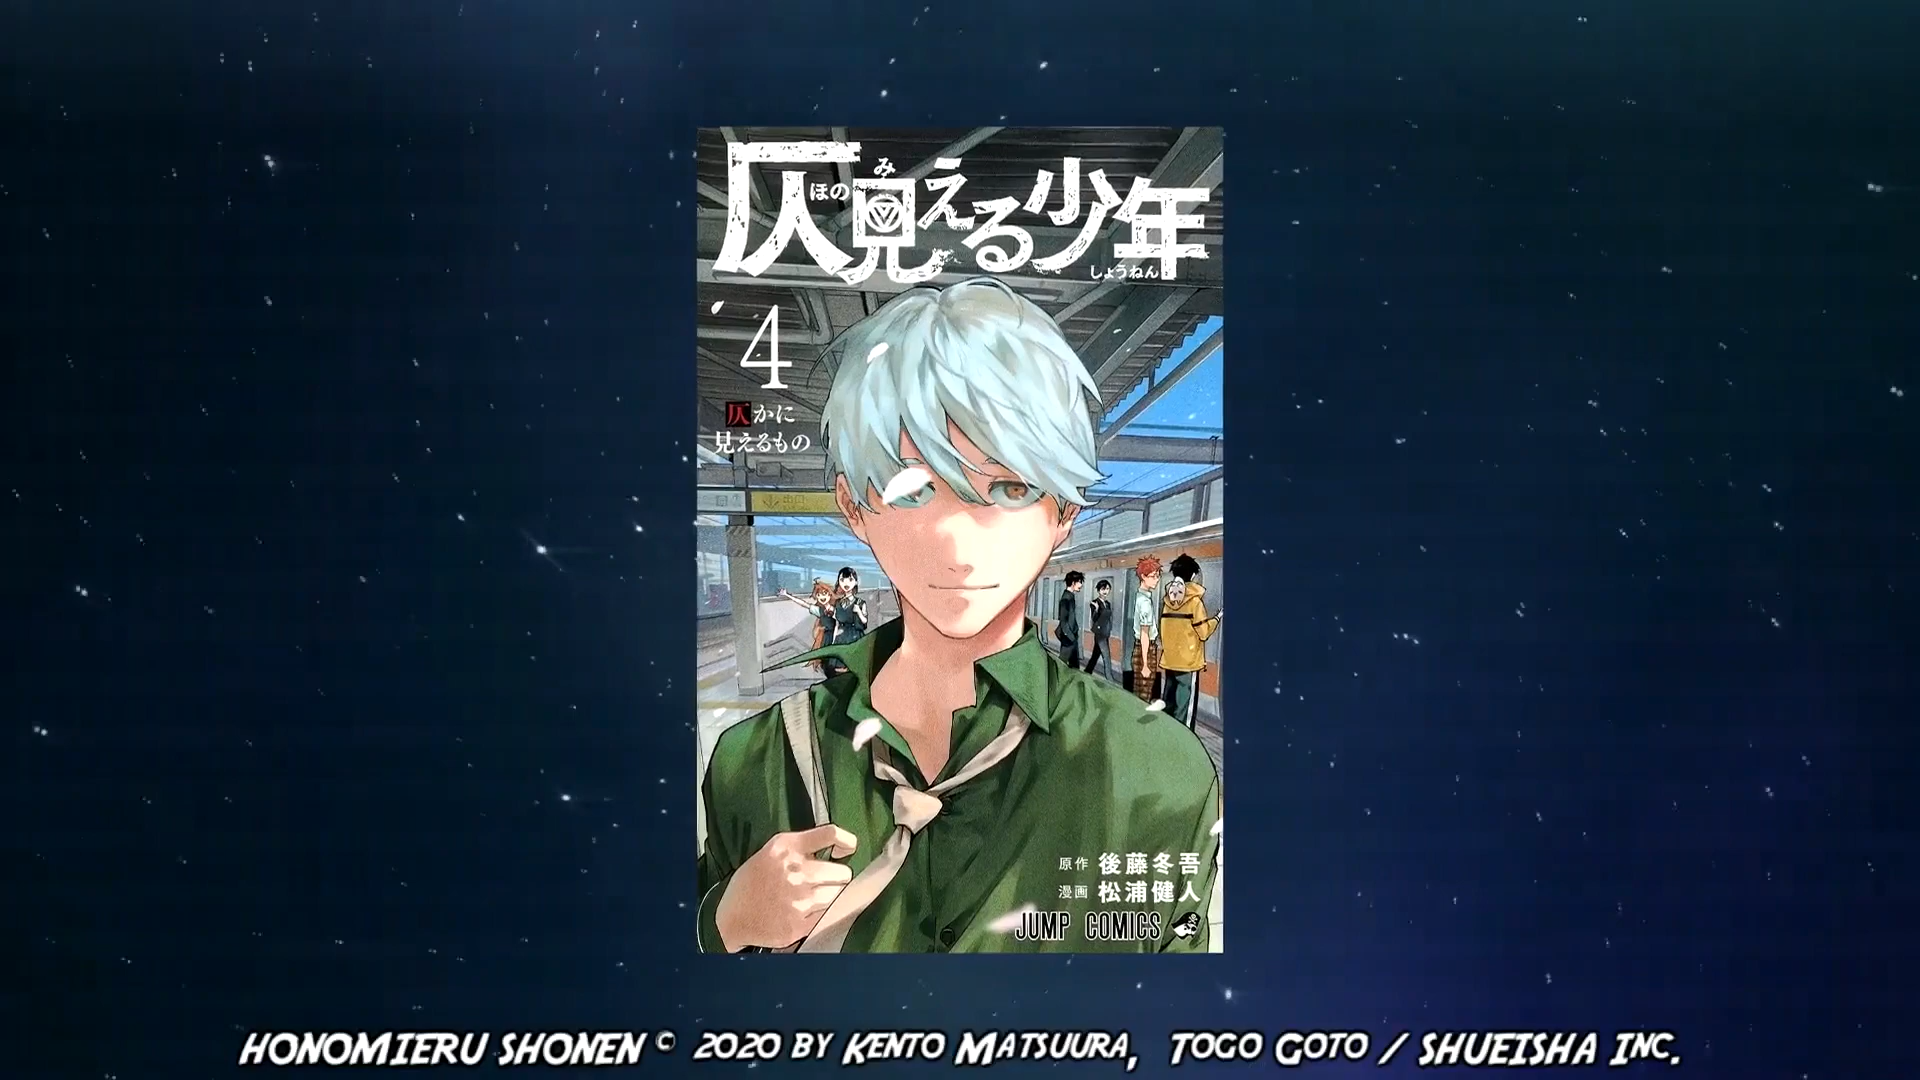 仄見える少年
ほの
み
しょうねん
4
仄かに
見えるもの
出口
原作 後藤冬吾
漫画 松浦健人
JUMP COMICS
HONOMIERU SHONEN © 2020 BY KENTO MATSUURA, TOGO GOTO / SHUEISHA INC.